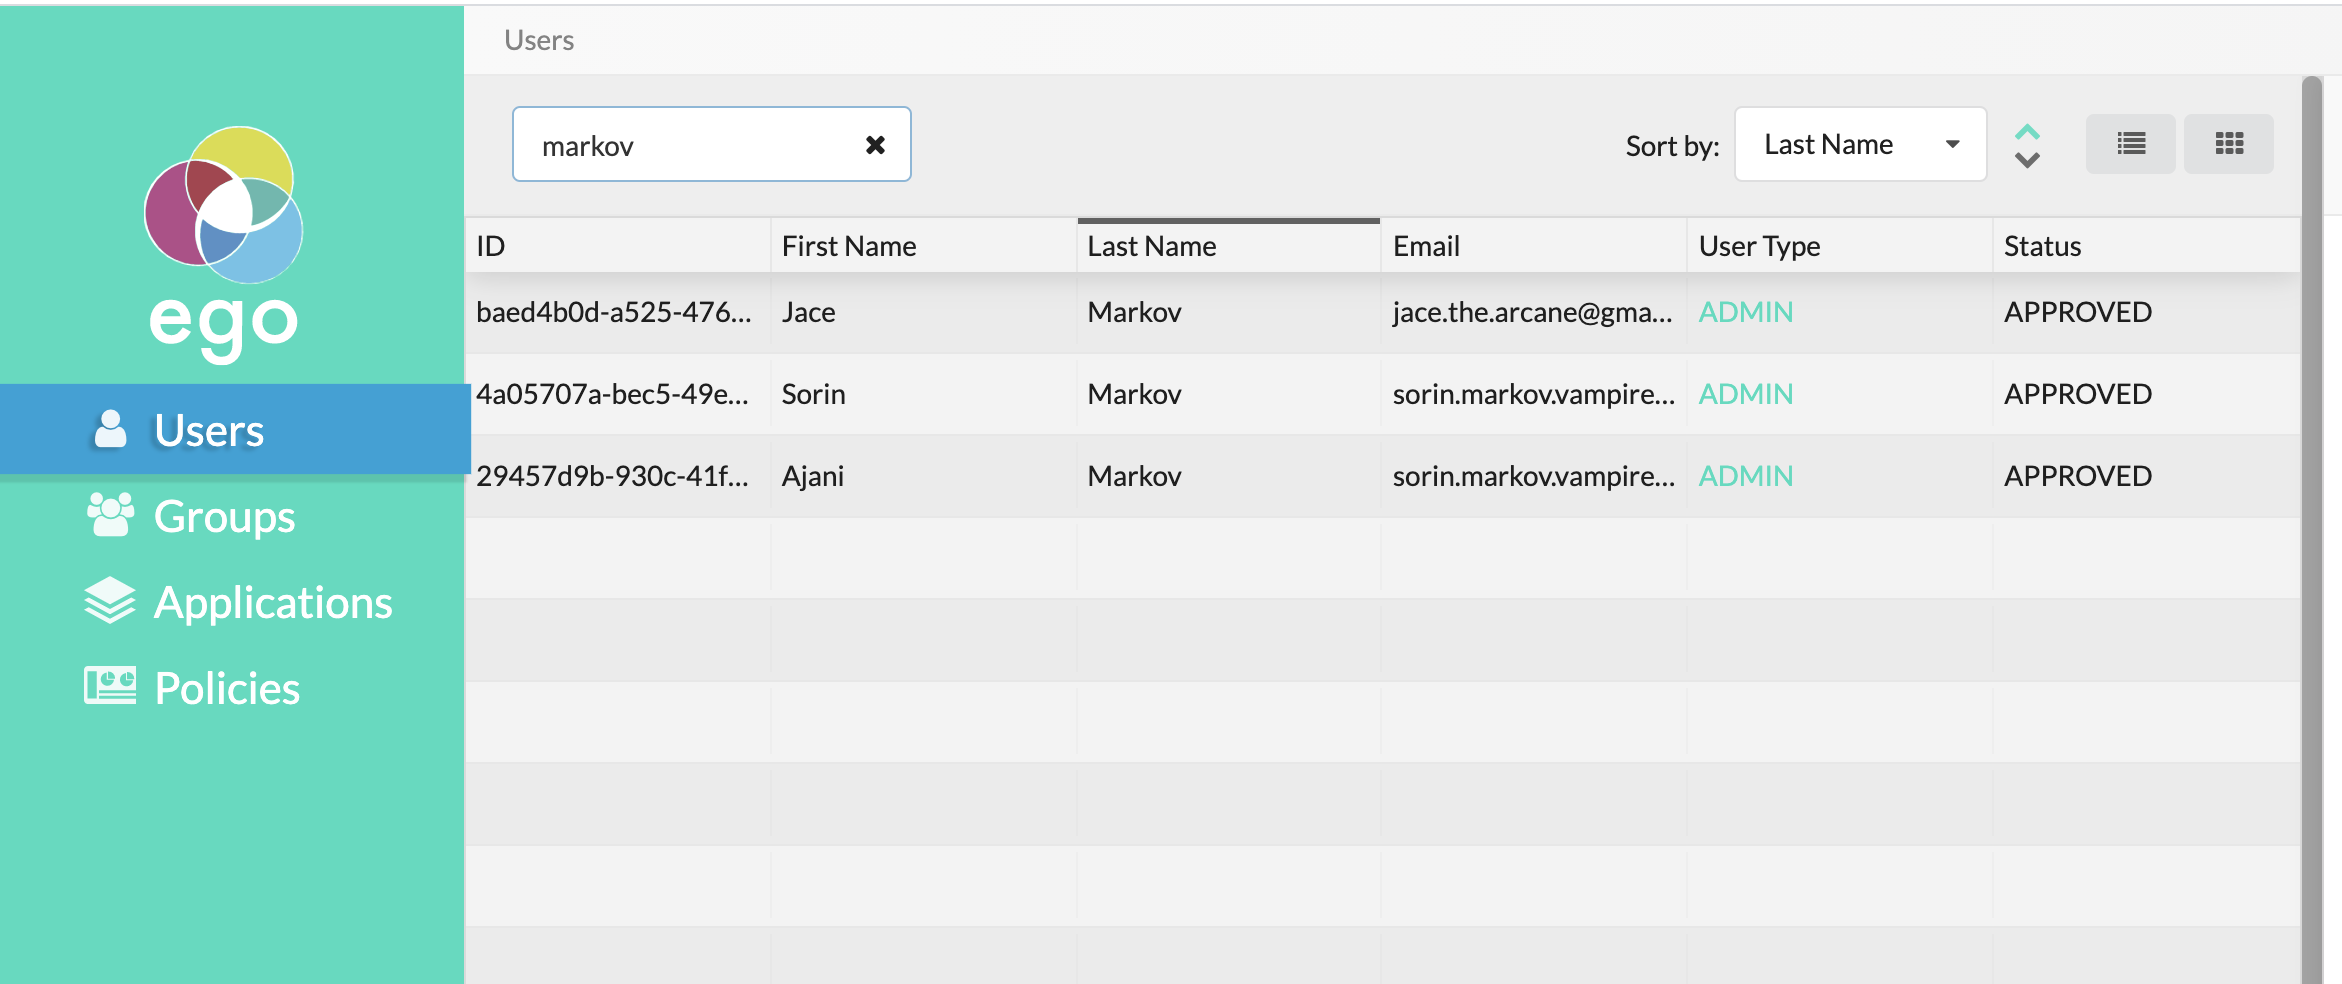 Users
markov
Sort by: Last Name
ego
Users
Groups
Applications
Policies
ID First Name Last Name Email User Type Status
baed4b0d-a525-476... Jace Markov jace.the.arcane@gma... ADMIN APPROVED
4a05707a-bec5-49e... Sorin Markov sorin.markov.vampire... ADMIN APPROVED
29457d9b-930c-41f... Ajani Markov sorin.markov.vampire... ADMIN APPROVED